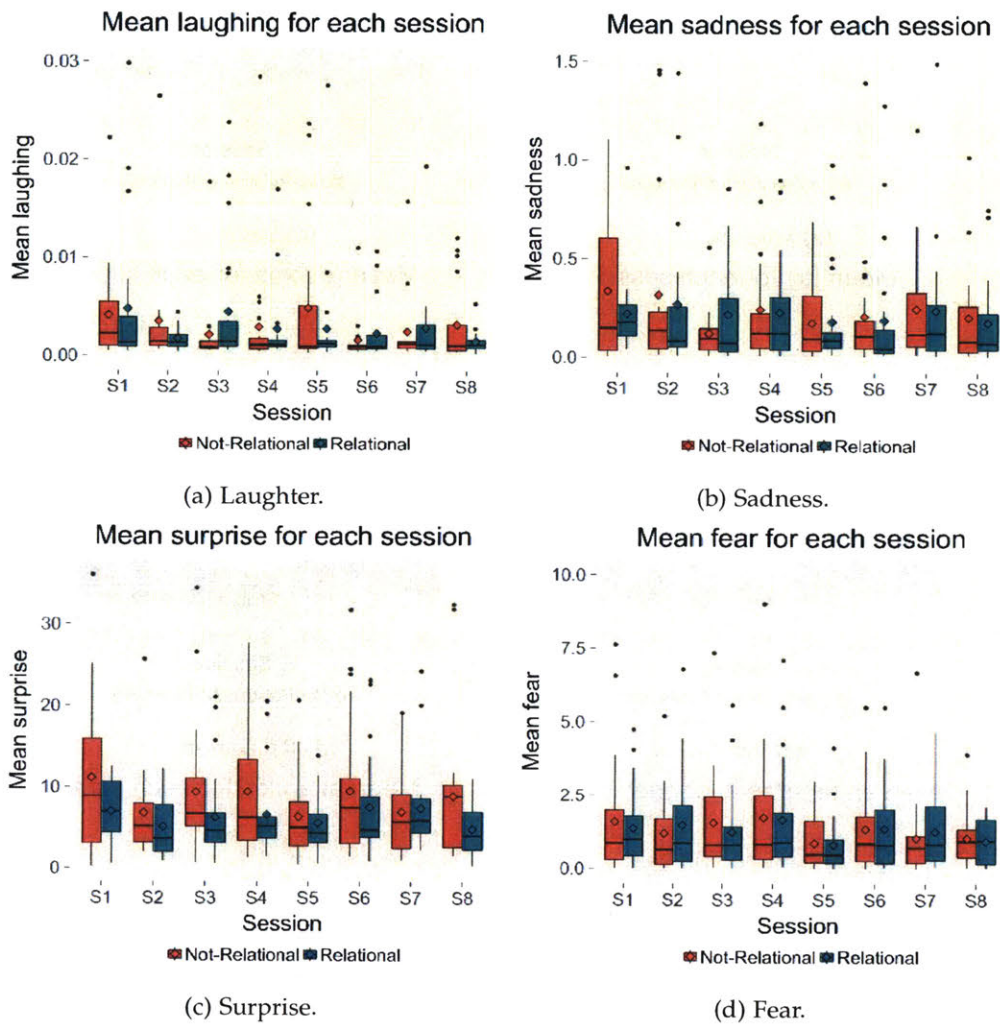 Mean laughing for each session
0.03
0.02
0.01
0.00
Mean laughing
S1 S2 S3 S4 S5 S6 S7 S8
Session
Not-Relational Relational
(a) Laughter.
Mean sadness for each session
1.5
1.0
0.5
0.0
Mean sadness
S1 S2 S3 S4 S5 S6 S7 S8
Session
Not-Relational Relational
(b) Sadness.
Mean surprise for each session
30
20
10
0
Mean surprise
S1 S2 S3 S4 S5 S6 S7 S8
Session
Not-Relational Relational
(c) Surprise.
Mean fear for each session
10.0
7.5
5.0
2.5
0.0
Mean fear
S1 S2 S3 S4 S5 S6 S7 S8
Session
Not-Relational Relational
(d) Fear.